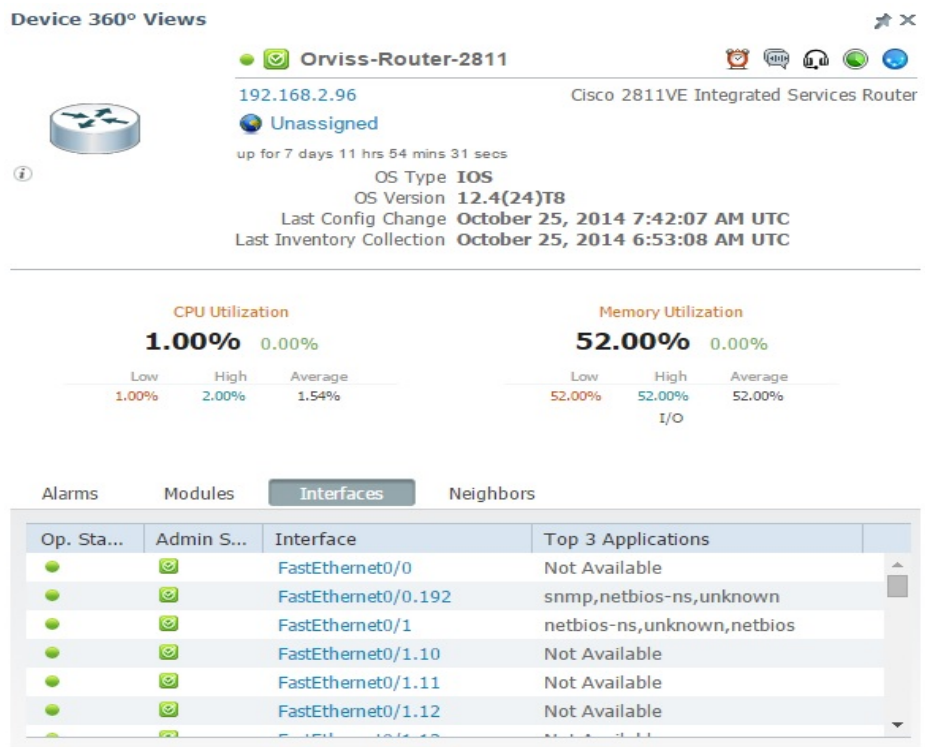 Device 360° Views
Orviss-Router-2811
192.168.2.96 Cisco 2811VE Integrated Services Router
Unassigned
up for 7 days 11 hrs 54 mins 31 secs
OS Type IOS
OS Version 12.4(24)T8
Last Config Change October 25, 2014 7:42:07 AM UTC
Last Inventory Collection October 25, 2014 6:53:08 AM UTC
CPU Utilization Memory Utilization
1.00% 0.00% 52.00% 0.00%
Low High Average Low High Average
1.00% 2.00% 1.54% 52.00% 52.00% 52.00%
I/O
Alarms Modules Interfaces Neighbors
Op. Sta... Admin S... Interface Top 3 Applications
FastEthernet0/0 Not Available
FastEthernet0/0.192 snmp,netbios-ns,unknown
FastEthernet0/1 netbios-ns,unknown,netbios
FastEthernet0/1.10 Not Available
FastEthernet0/1.11 Not Available
FastEthernet0/1.12 Not Available